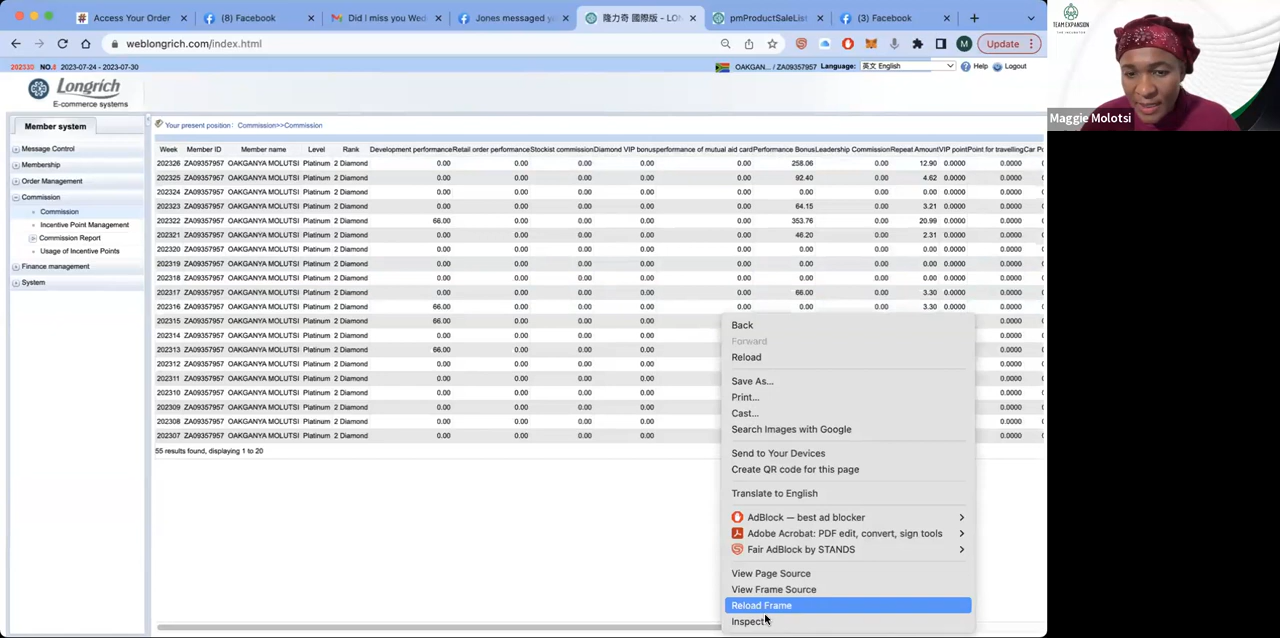 Access Your Order
(8) Facebook
Did I miss you Wed
Jones messaged y
隆力奇 國際版 - LO
pmProductSaleList
(3) Facebook
weblongrich.com/index.html
M
Update
202330 NO.8 2023-07-24 - 2023-07-30
OAKGAN... / ZA09357957 Language: 英文 English Help Logout
Longrich
E-commerce systems
Member system
Message Control
Membership
Order Management
Commission
Commission
Incentive Point Management
Commission Report
Usage of Incentive Points
Finance management
System
Your present position: Commission>>Commission
Week Member ID Member name Level Rank Development performance Retail order performance Stockist commission Diamond VIP bonus performance of mutual aid card Performance Bonus Leadership Commission Repeat Amount VIP point Point for travelling Car Po
202326 ZA09357957 OAKGANYA MOLUTSI Platinum 2 Diamond 0.00 0.00 0.00 0.00 0.00 258.06 0.00 12.90 0.0000 0.0000
202325 ZA09357957 OAKGANYA MOLUTSI Platinum 2 Diamond 0.00 0.00 0.00 0.00 0.00 92.40 0.00 4.62 0.0000 0.0000
202324 ZA09357957 OAKGANYA MOLUTSI Platinum 2 Diamond 0.00 0.00 0.00 0.00 0.00 0.00 0.00 0.00 0.0000 0.0000
202323 ZA09357957 OAKGANYA MOLUTSI Platinum 2 Diamond 0.00 0.00 0.00 0.00 0.00 64.15 0.00 3.21 0.0000 0.0000
202322 ZA09357957 OAKGANYA MOLUTSI Platinum 2 Diamond 66.00 0.00 0.00 0.00 0.00 353.76 0.00 20.99 0.0000 0.0000
202321 ZA09357957 OAKGANYA MOLUTSI Platinum 2 Diamond 0.00 0.00 0.00 0.00 0.00 46.20 0.00 2.31 0.0000 0.0000
202320 ZA09357957 OAKGANYA MOLUTSI Platinum 2 Diamond 0.00 0.00 0.00 0.00 0.00 0.00 0.00 0.00 0.0000 0.0000
202319 ZA09357957 OAKGANYA MOLUTSI Platinum 2 Diamond 0.00 0.00 0.00 0.00 0.00 0.00 0.00 0.00 0.0000 0.0000
202318 ZA09357957 OAKGANYA MOLUTSI Platinum 2 Diamond 0.00 0.00 0.00 0.00 0.00 0.00 0.00 0.00 0.0000 0.0000
202317 ZA09357957 OAKGANYA MOLUTSI Platinum 2 Diamond 0.00 0.00 0.00 0.00 0.00 66.00 0.00 3.30 0.0000 0.0000
202316 ZA09357957 OAKGANYA MOLUTSI Platinum 2 Diamond 66.00 0.00 0.00 0.00 0.00 0.00 0.00 3.30 0.0000 0.0000
202315 ZA09357957 OAKGANYA MOLUTSI Platinum 2 Diamond 66.00 0.00 0.00 0.00 0.0000
202314 ZA09357957 OAKGANYA MOLUTSI Platinum 2 Diamond 0.00 0.00 0.00 0.00 0.0000
202313 ZA09357957 OAKGANYA MOLUTSI Platinum 2 Diamond 66.00 0.00 0.00 0.00 0.0000
202312 ZA09357957 OAKGANYA MOLUTSI Platinum 2 Diamond 0.00 0.00 0.00 0.00 0.0000
202311 ZA09357957 OAKGANYA MOLUTSI Platinum 2 Diamond 0.00 0.00 0.00 0.00 0.0000
202310 ZA09357957 OAKGANYA MOLUTSI Platinum 2 Diamond 0.00 0.00 0.00 0.00 0.0000
202309 ZA09357957 OAKGANYA MOLUTSI Platinum 2 Diamond 0.00 0.00 0.00 0.00 0.0000
202308 ZA09357957 OAKGANYA MOLUTSI Platinum 2 Diamond 0.00 0.00 0.00 0.00 0.0000
202307 ZA09357957 OAKGANYA MOLUTSI Platinum 2 Diamond 0.00 0.00 0.00 0.00 0.0000
55 results found, displaying 1 to 20
Back
Forward
Reload
Save As...
Print...
Cast...
Search Images with Google
Send to Your Devices
Create QR code for this page
Translate to English
AdBlock — best ad blocker
Adobe Acrobat: PDF edit, convert, sign tools
Fair AdBlock by STANDS
View Page Source
View Frame Source
Reload Frame
Inspect
TEAM EXPANSION
Maggie Molotsi